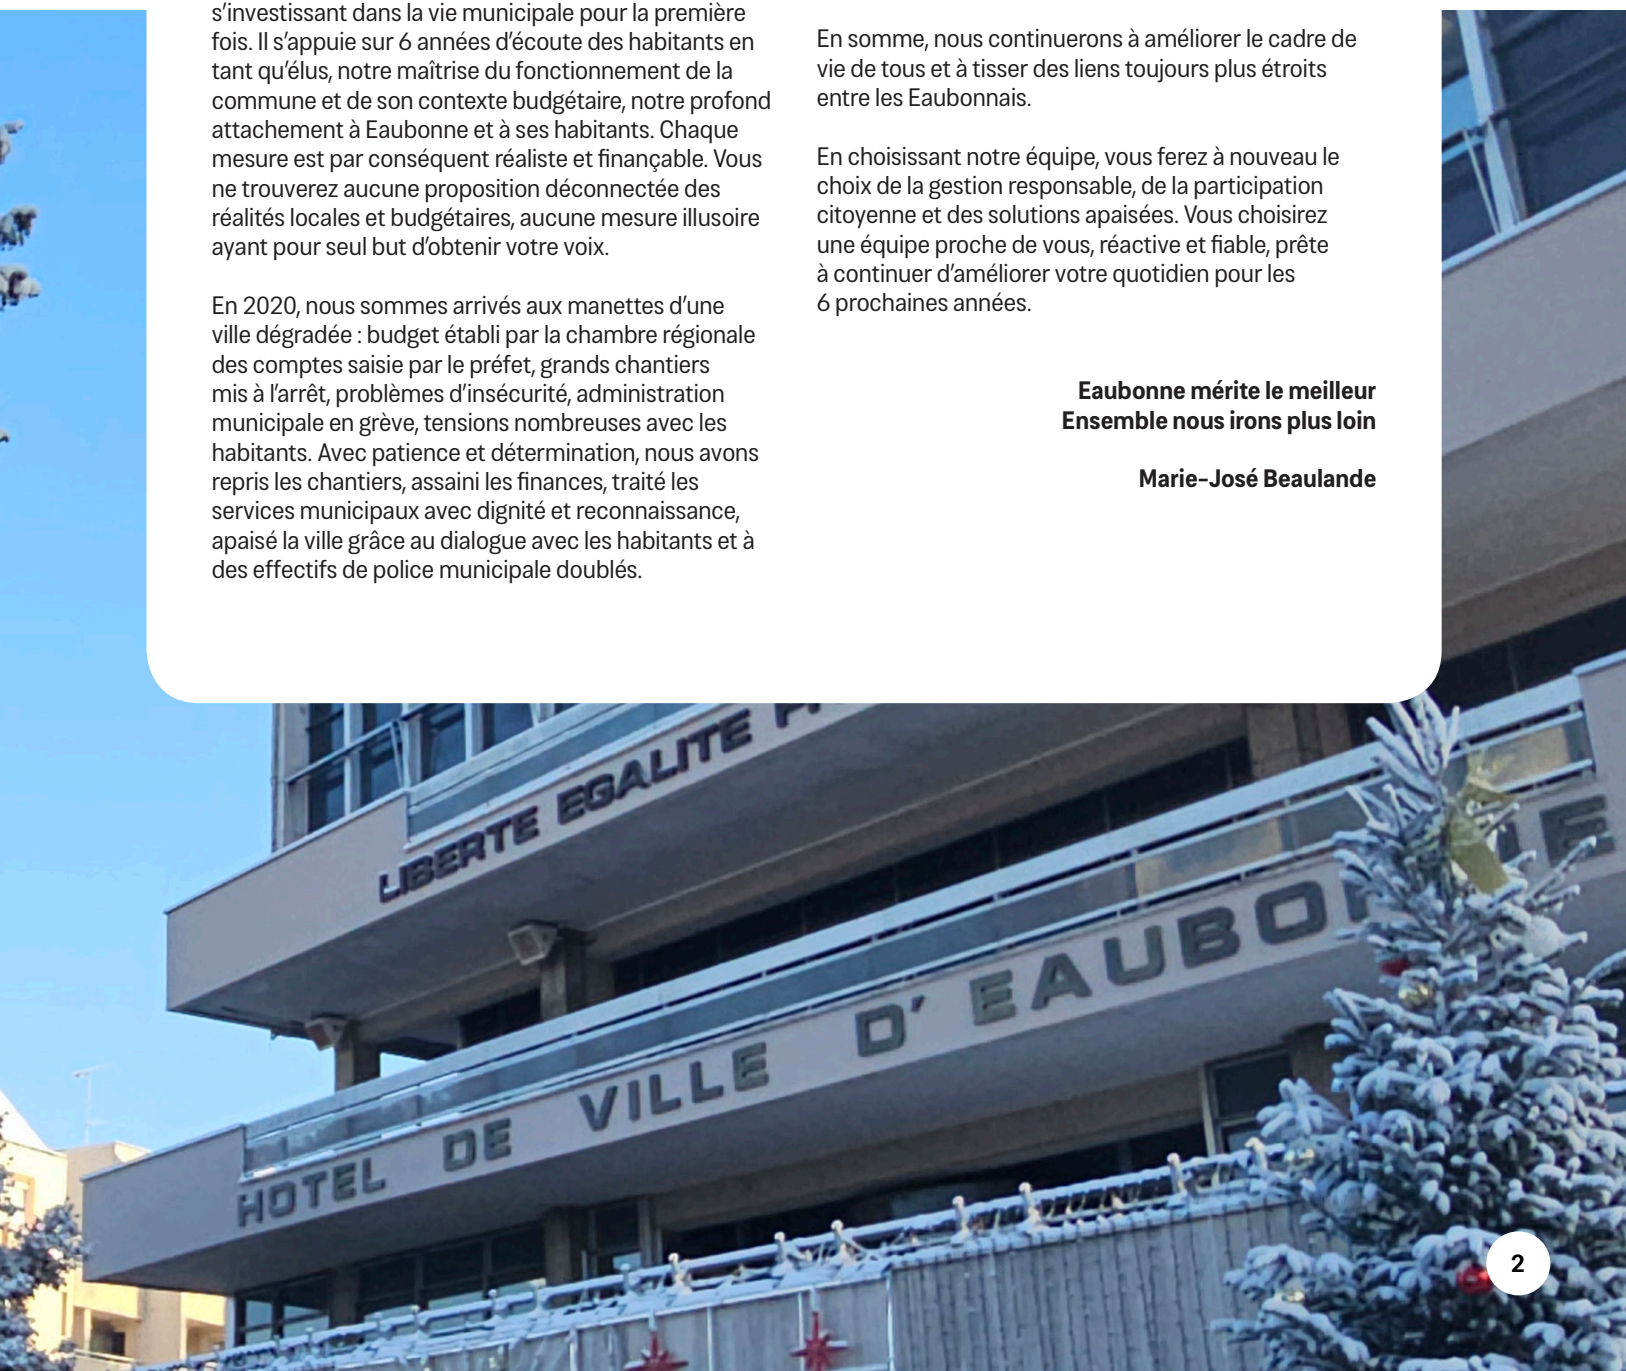 s’investissant dans la vie municipale pour la première
fois. Il s’appuie sur 6 années d’écoute des habitants en
tant qu’élus, notre maîtrise du fonctionnement de la
commune et de son contexte budgétaire, notre profond
attachement à Eaubonne et à ses habitants. Chaque
mesure est par conséquent réaliste et finançable. Vous
ne trouverez aucune proposition déconnectée des
réalités locales et budgétaires, aucune mesure illusoire
ayant pour seul but d’obtenir votre voix.
En 2020, nous sommes arrivés aux manettes d’une
ville dégradée : budget établi par la chambre régionale
des comptes saisie par le préfet, grands chantiers
mis à l’arrêt, problèmes d’insécurité, administration
municipale en grève, tensions nombreuses avec les
habitants. Avec patience et détermination, nous avons
repris les chantiers, assaini les finances, traité les
services municipaux avec dignité et reconnaissance,
apaisé la ville grâce au dialogue avec les habitants et à
des effectifs de police municipale doublés.
En somme, nous continuerons à améliorer le cadre de
vie de tous et à tisser des liens toujours plus étroits
entre les Eaubonnais.
En choisissant notre équipe, vous ferez à nouveau le
choix de la gestion responsable, de la participation
citoyenne et des solutions apaisées. Vous choisirez
une équipe proche de vous, réactive et fiable, prête
à continuer d’améliorer votre quotidien pour les
6 prochaines années.
Eaubonne mérite le meilleur
Ensemble nous irons plus loin
Marie-José Beaulande
LIBERTE EGALITE
HOTEL DE VILLE D’
2